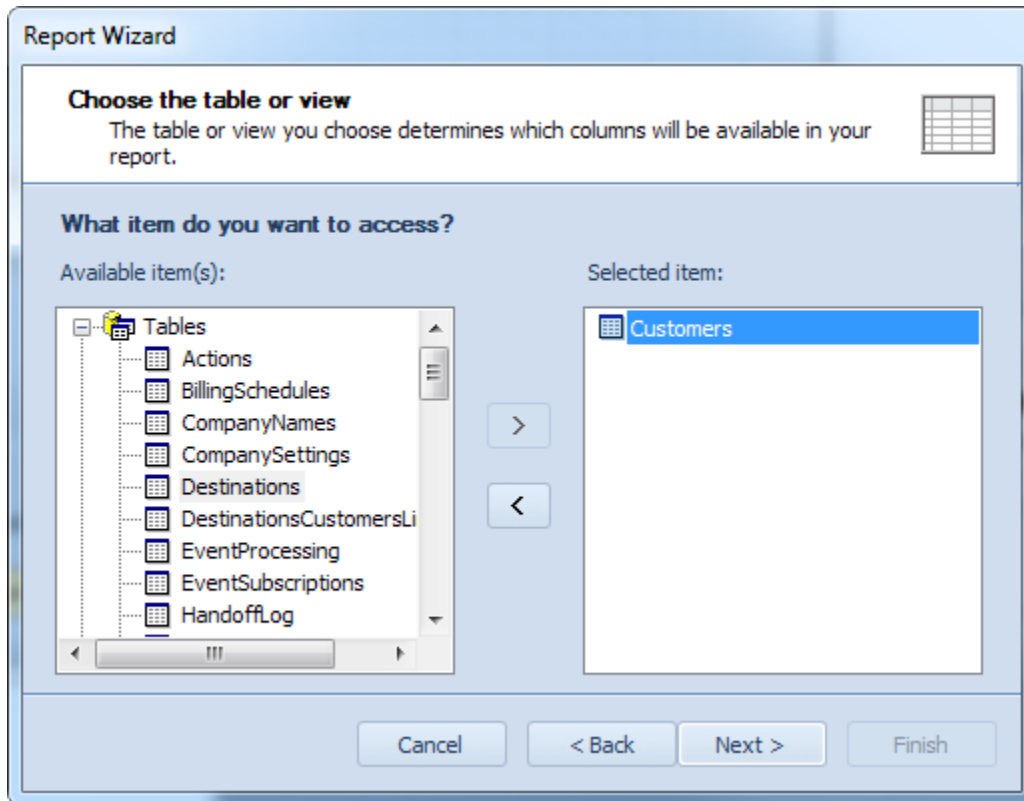 Report Wizard
Choose the table or view
The table or view you choose determines which columns will be available in your
report.
What item do you want to access?
Available item(s):
Selected item:
Tables
Actions
BillingSchedules
CompanyNames
CompanySettings
Destinations
DestinationsCustomersLi
EventProcessing
EventSubscriptions
HandoffLog
Customers
>
<
Cancel
< Back
Next >
Finish